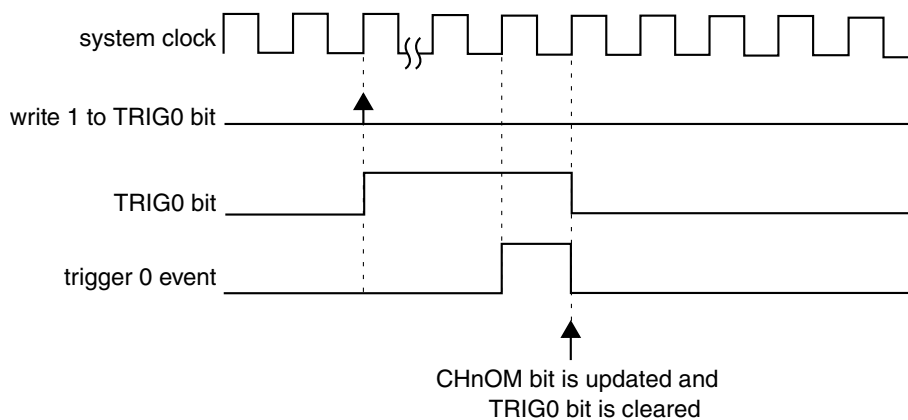 system clock
write 1 to TRIG0 bit
TRIG0 bit
trigger 0 event
CHnOM bit is updated and
TRIG0 bit is cleared